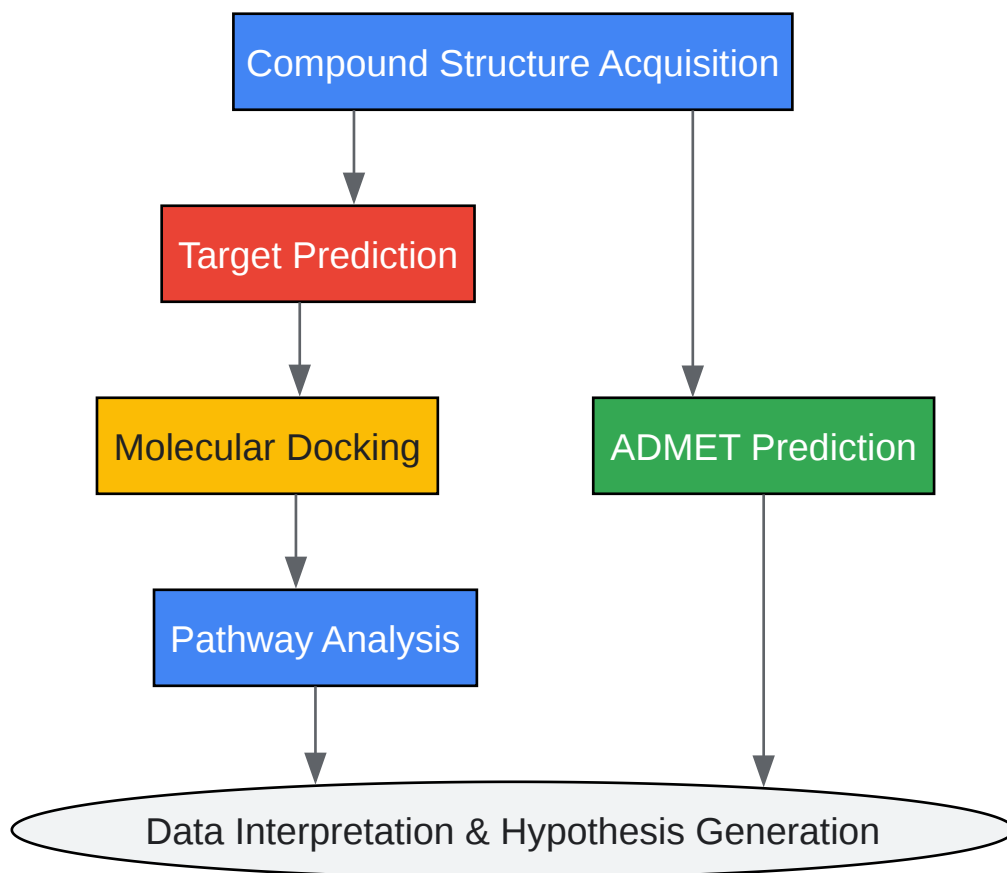 Compound Structure Acquisition
Target Prediction
Molecular Docking
ADMET Prediction
Pathway Analysis
Data Interpretation & Hypothesis Generation